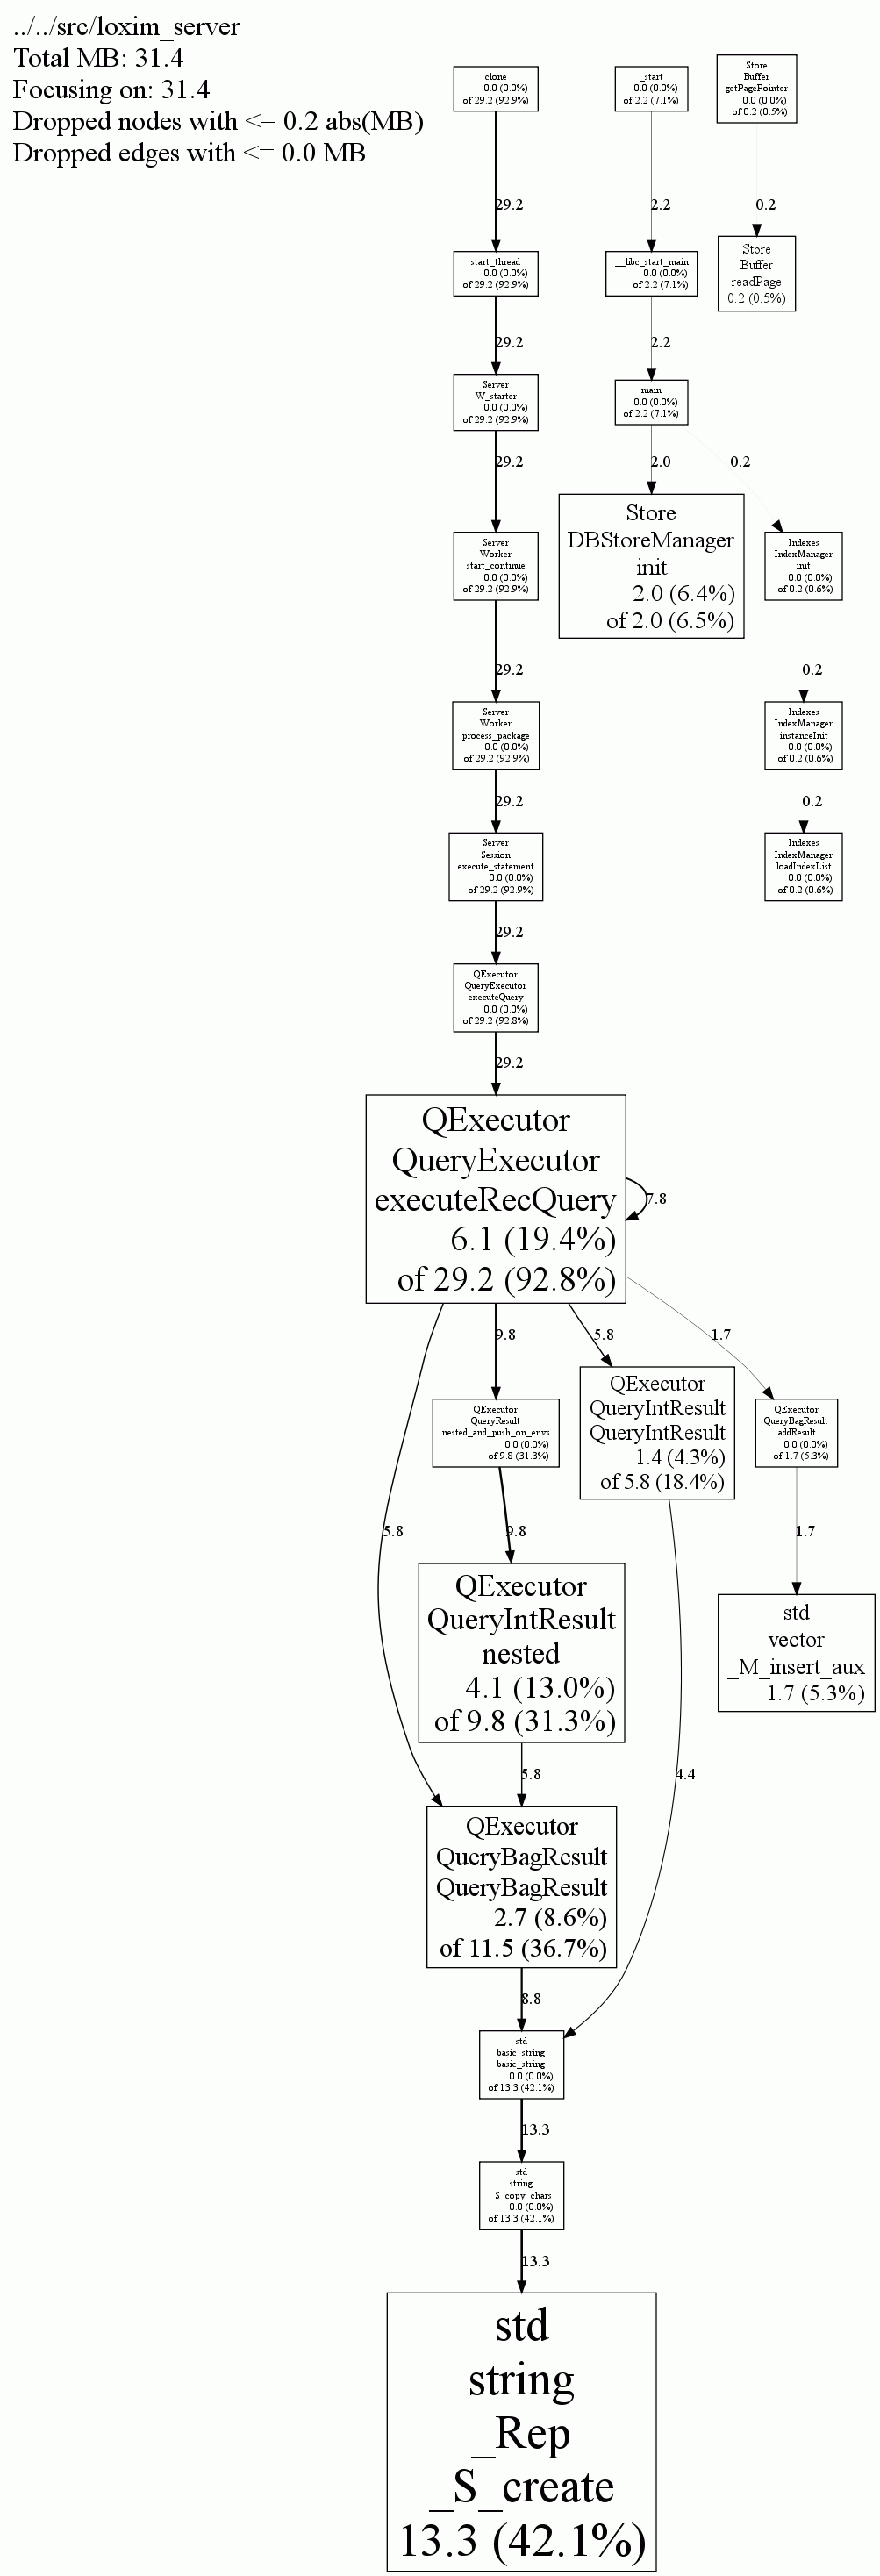 ../../src/loxim_server
Total MB: 31.4
Focusing on: 31.4
Dropped nodes with <= 0.2 abs(MB)
Dropped edges with <= 0.0 MB
clone
0.0 (0.0%)
of 29.2 (92.9%)
_start
0.0 (0.0%)
of 2.2 (7.1%)
Store
Buffer
getPagePointer
0.0 (0.0%)
of 0.2 (0.5%)
29.2
2.2
0.2
start_thread
0.0 (0.0%)
of 29.2 (92.9%)
__libc_start_main
0.0 (0.0%)
of 2.2 (7.1%)
Store
Buffer
readPage
0.2 (0.5%)
29.2
2.2
Server
W_starter
0.0 (0.0%)
of 29.2 (92.9%)
main
0.0 (0.0%)
of 2.2 (7.1%)
29.2
2.0
0.2
Server
Worker
start_continue
0.0 (0.0%)
of 29.2 (92.9%)
Store
DBStoreManager
init
2.0 (6.4%)
of 2.0 (6.5%)
Indexes
IndexManager
init
0.0 (0.0%)
of 0.2 (0.6%)
29.2
0.2
Server
Worker
process_package
0.0 (0.0%)
of 29.2 (92.9%)
Indexes
IndexManager
instanceInit
0.0 (0.0%)
of 0.2 (0.6%)
29.2
0.2
Server
Session
execute_statement
0.0 (0.0%)
of 29.2 (92.9%)
Indexes
IndexManager
loadIndexList
0.0 (0.0%)
of 0.2 (0.6%)
29.2
QExecutor
QueryExecutor
executeQuery
0.0 (0.0%)
of 29.2 (92.8%)
29.2
QExecutor
QueryExecutor
executeRecQuery
6.1 (19.4%)
of 29.2 (92.8%)
7.8
9.8
5.8
1.7
QExecutor
QueryResult
nested_and_push_on_envs
0.0 (0.0%)
of 9.8 (31.3%)
QExecutor
QueryIntResult
QueryIntResult
1.4 (4.3%)
of 5.8 (18.4%)
QExecutor
QueryBagResult
addResult
0.0 (0.0%)
of 1.7 (5.3%)
5.8
9.8
1.7
QExecutor
QueryIntResult
nested
4.1 (13.0%)
of 9.8 (31.3%)
std
vector
_M_insert_aux
1.7 (5.3%)
5.8
4.4
QExecutor
QueryBagResult
QueryBagResult
2.7 (8.6%)
of 11.5 (36.7%)
8.8
std
basic_string
basic_string
0.0 (0.0%)
of 13.3 (42.1%)
13.3
std
string
_S_copy_chars
0.0 (0.0%)
of 13.3 (42.1%)
13.3
std
string
_Rep
_S_create
13.3 (42.1%)